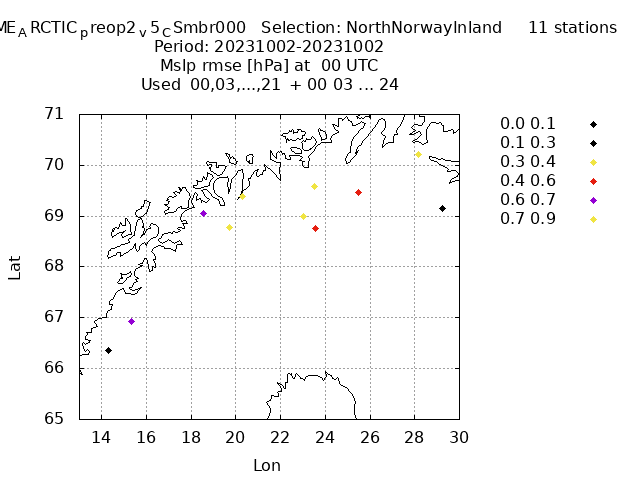 ME_ARCTIC_preop2_v5_CSmbr000 Selection: NorthNorwayInland 11 stations
Period: 20231002-20231002
Mslp rmse [hPa] at 00 UTC
Used 00,03,...,21 + 00 03 ... 24
71
70
69
68
67
66
65
14 16 18 20 22 24 26 28 30
Lat
Lon
0.0 0.1
0.1 0.3
0.3 0.4
0.4 0.6
0.6 0.7
0.7 0.9